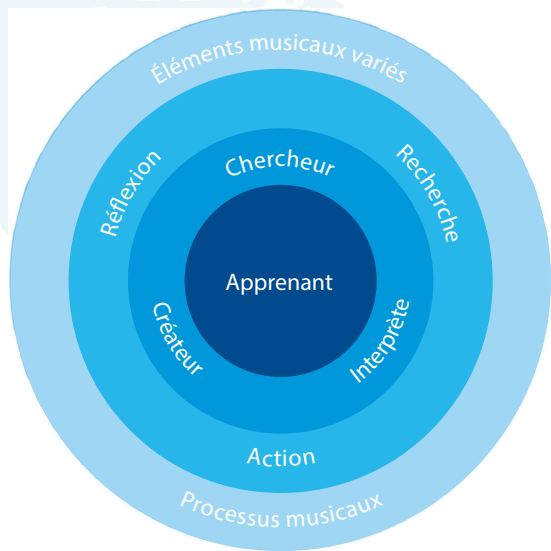 Éléments musicaux variés
Réflexion
Recherche
Chercheur
Apprenant
Créateur
Interprète
Action
Processus musicaux